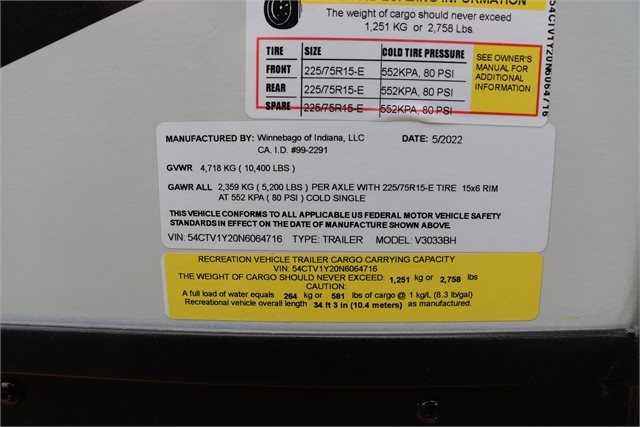 The weight of cargo should never exceed
1,251 KG or 2,758 Lbs.
TIRE SIZE COLD TIRE PRESSURE
FRONT 225/75R15-E 552KPA, 80 PSI
REAR 225/75R15-E 552KPA, 80 PSI
SPARE 225/75R15-E 552KPA, 80 PSI
SEE OWNER'S
MANUAL FOR
ADDITIONAL
INFORMATION
54CTV1Y20N6064716
MANUFACTURED BY: Winnebago of Indiana, LLC DATE: 5/2022
CA. I.D. #99-2291
GVWR 4,718 KG ( 10,400 LBS )
GAWR ALL 2,359 KG ( 5,200 LBS ) PER AXLE WITH 225/75R15-E TIRE 15x6 RIM
AT 552 KPA ( 80 PSI ) COLD SINGLE
THIS VEHICLE CONFORMS TO ALL APPLICABLE US FEDERAL MOTOR VEHICLE SAFETY
STANDARDS IN EFFECT ON THE DATE OF MANUFACTURE SHOWN ABOVE.
VIN: 54CTV1Y20N6064716 TYPE: TRAILER MODEL: V3033BH
RECREATION VEHICLE TRAILER CARGO CARRYING CAPACITY
VIN: 54CTV1Y20N6064716
THE WEIGHT OF CARGO SHOULD NEVER EXCEED: 1,251 kg or 2,758 lbs
CAUTION:
A full load of water equals 264 kg or 581 lbs of cargo @ 1 kg/L (8.3 lb/gal)
Recreational vehicle overall length 34 ft 3 in (10.4 meters) as manufactured.